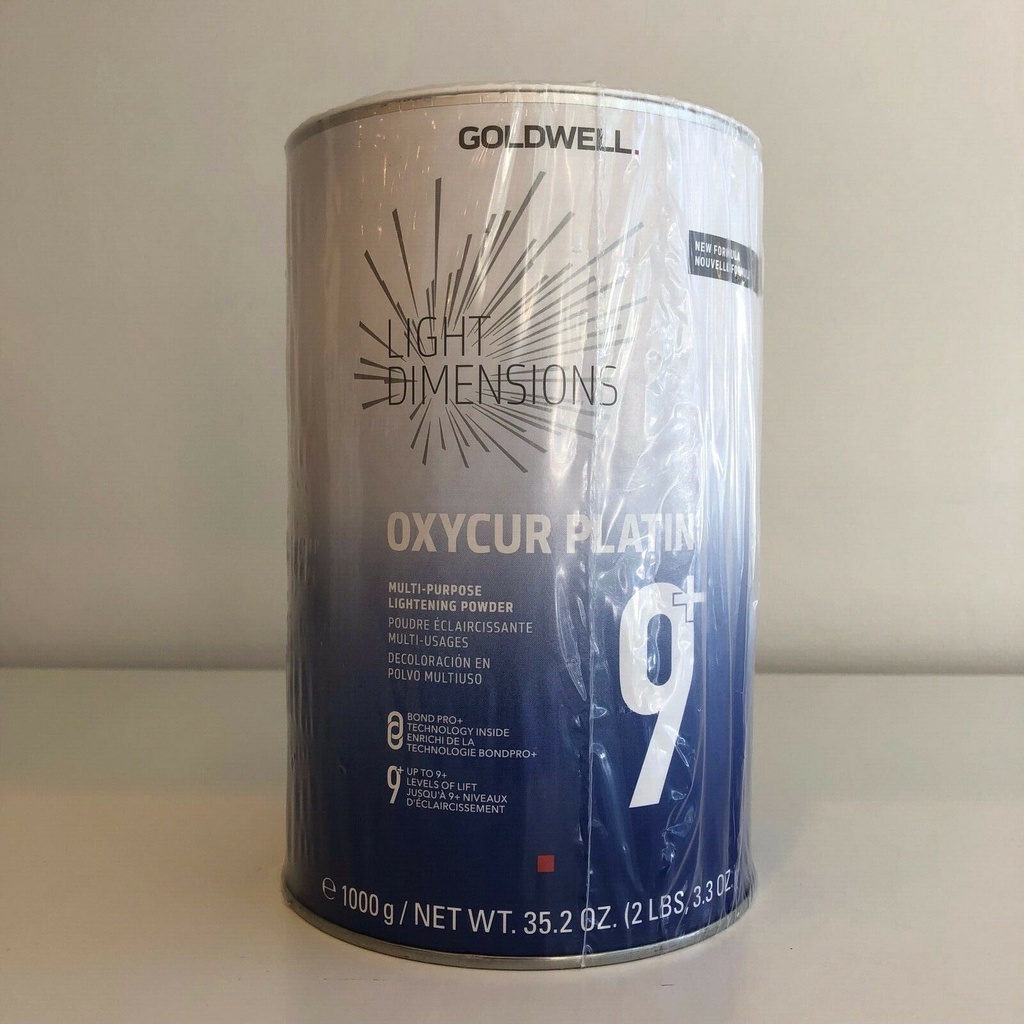 GOLDWELL.
NEW FORMULA
NOUVELLE
LIGHT
DIMENSIONS
OXYCUR PLATIN
9+
MULTI-PURPOSE
LIGHTENING POWDER
POUDRE ÉCLAIRCISSANTE
MULTI-USAGES
DECOLORACIÓN EN
POLVO MULTIUSO
BOND PRO+
TECHNOLOGY INSIDE
ENRICHI DE LA
TECHNOLOGIE BONDPRO+
9+
UP TO 9+
LEVELS OF LIFT
JUSQU'À 9+ NIVEAUX
D'ÉCLAIRCISSEMENT
℮ 1000 g / NET WT. 35.2 OZ. (2 LBS, 3.3 OZ.